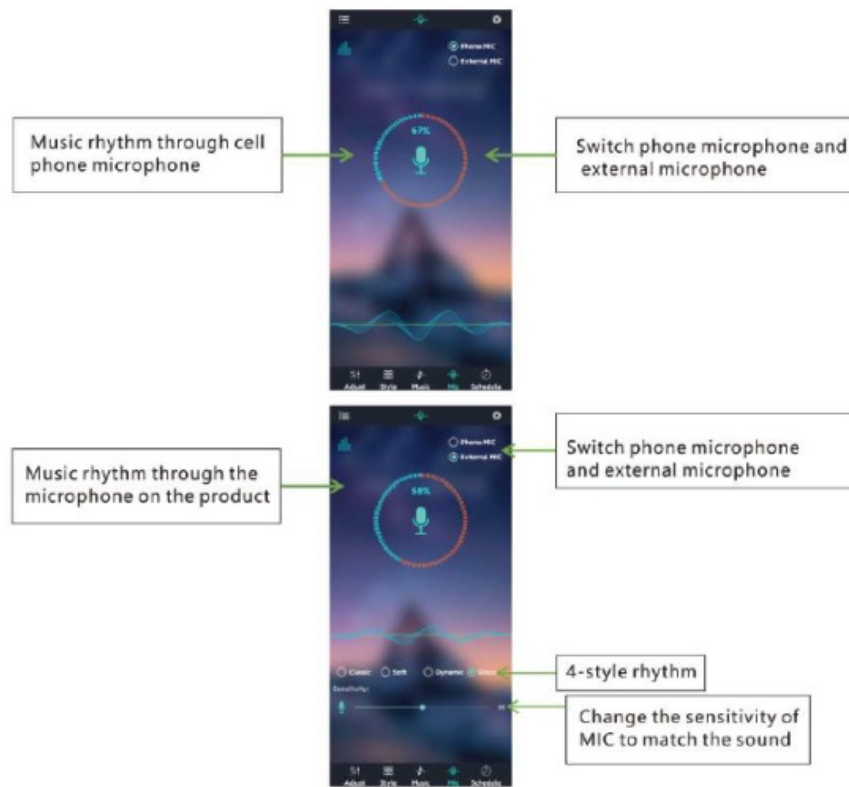 Phone MIC
External MIC
67%
Music rhythm through cell
phone microphone
Switch phone microphone and
external microphone
Adjust Style Music Mic Schedule
Phone MIC
External MIC
58%
Switch phone microphone
and external microphone
Music rhythm through the
microphone on the product
Classic Soft Dynamic
4-style rhythm
Sensitivity:
Change the sensitivity of
MIC to match the sound
Adjust Style Music Mic Schedule